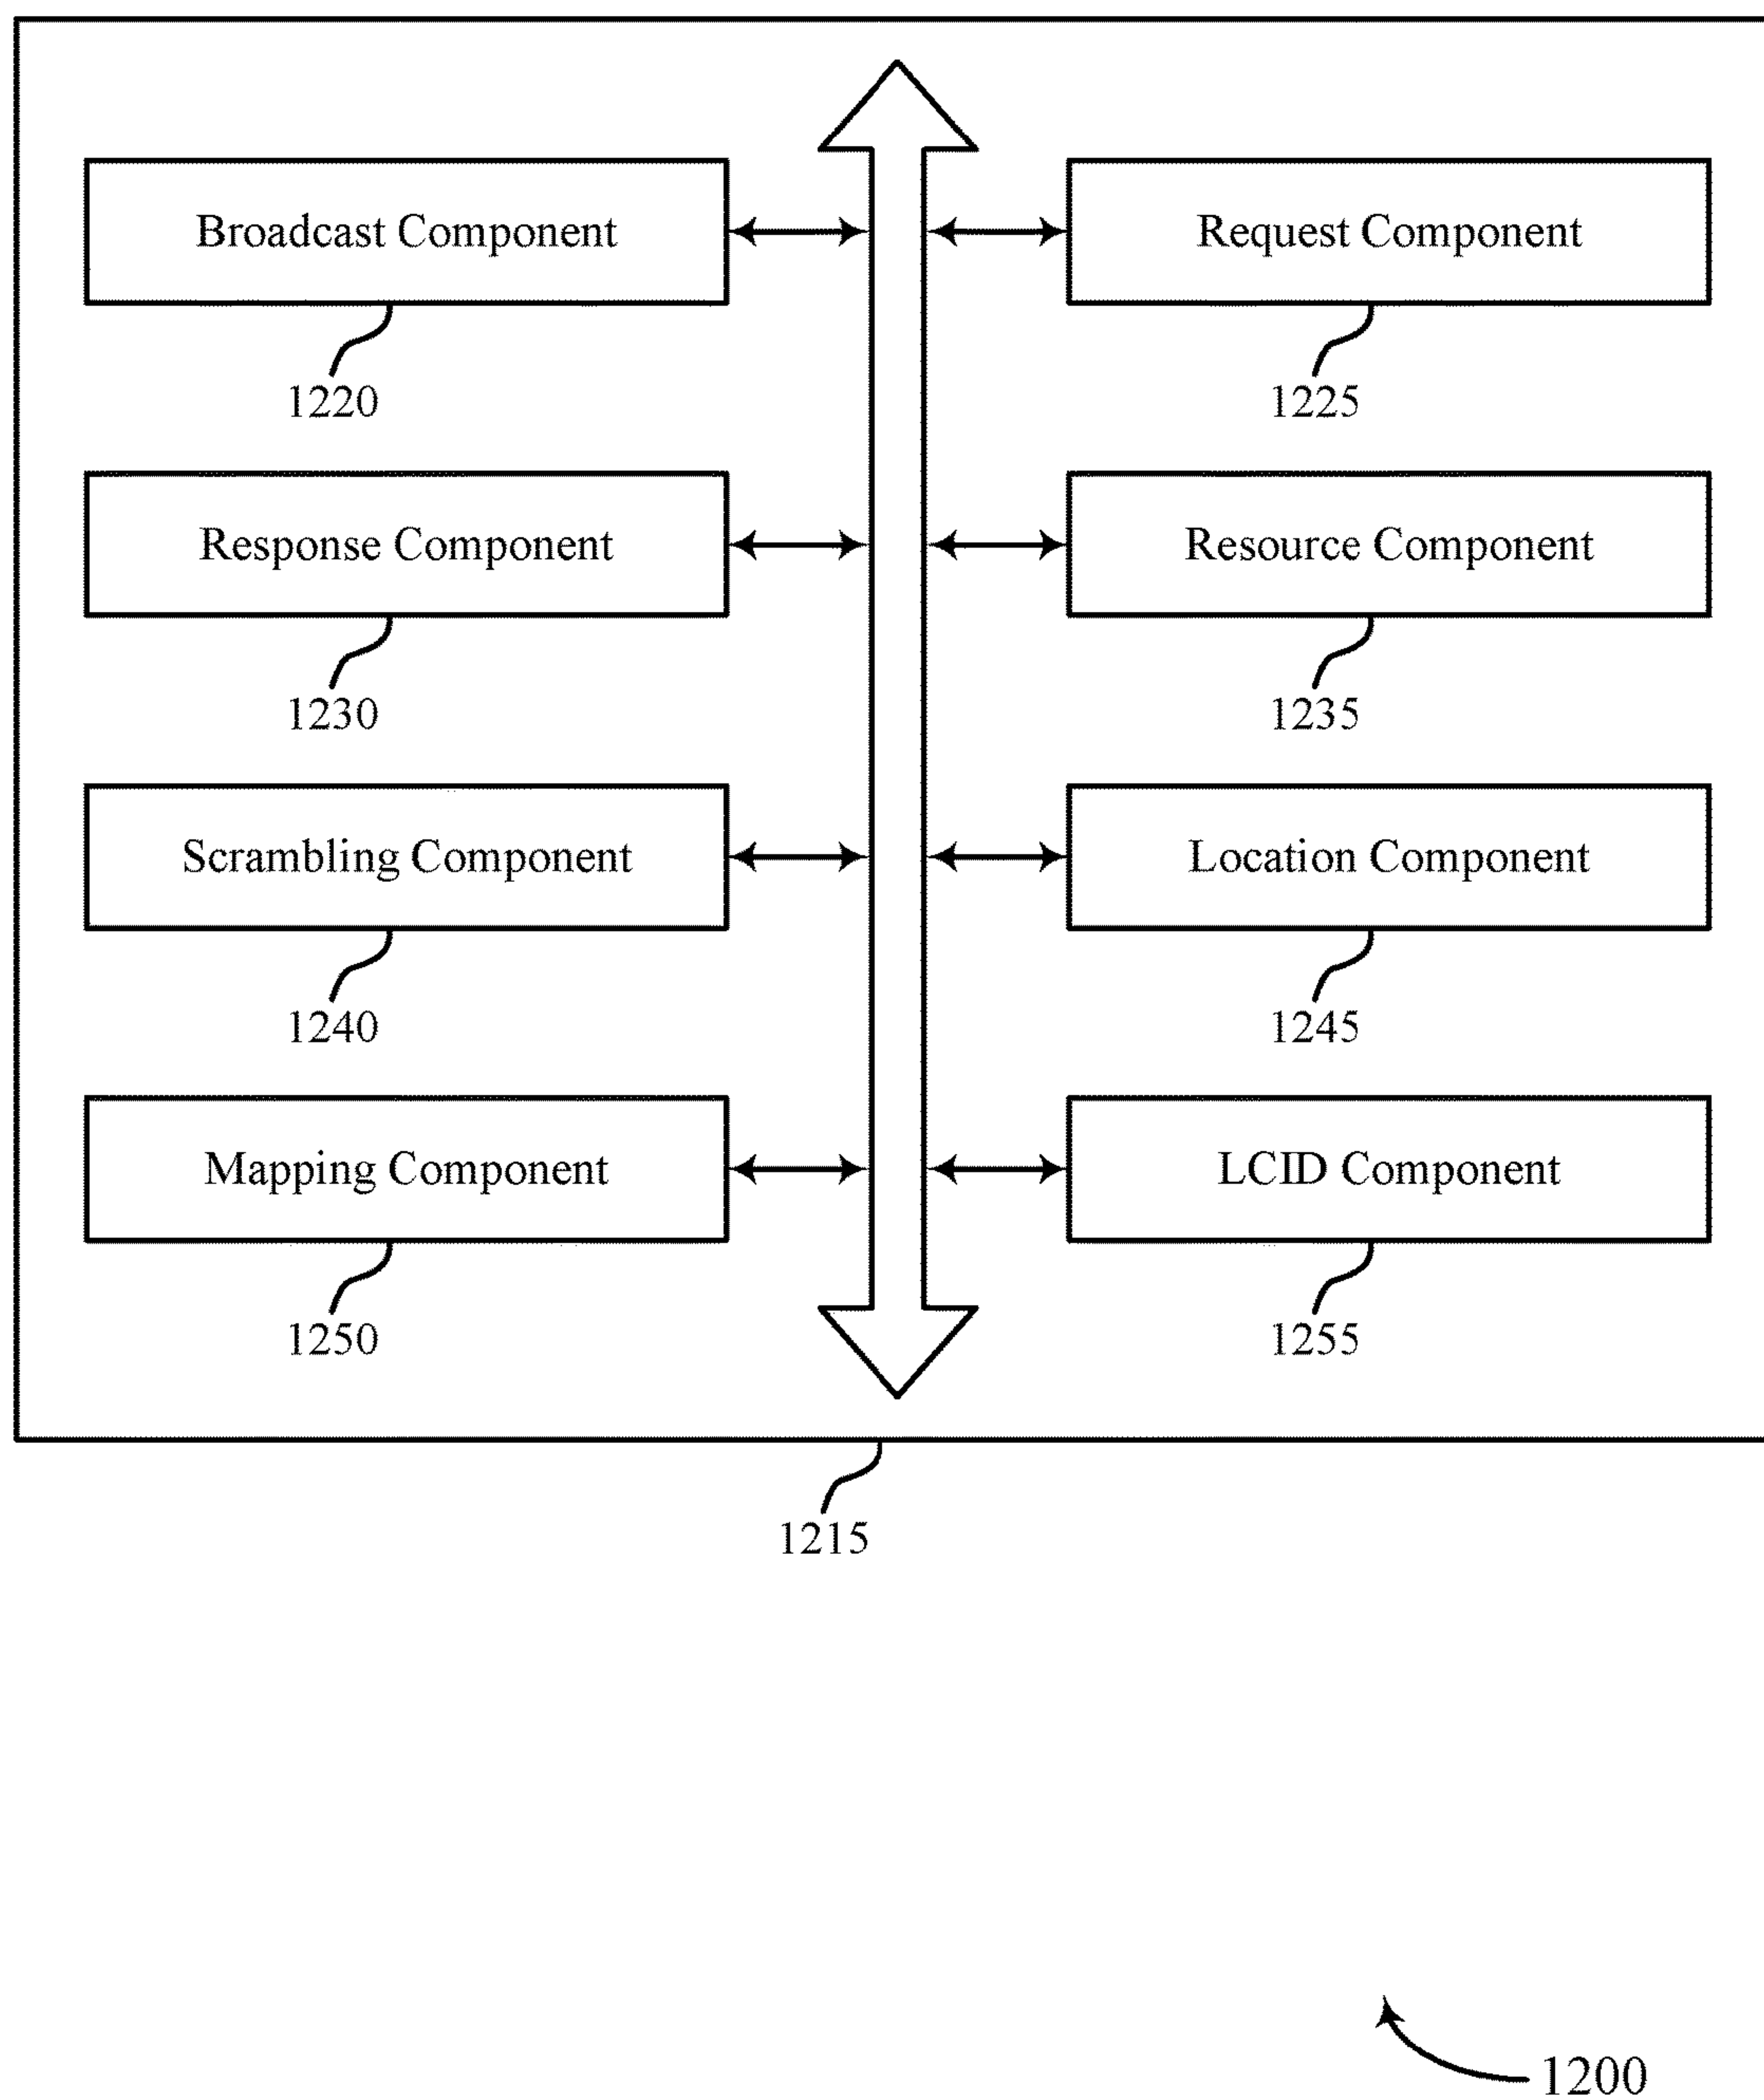 Broadcast Component
Request Component
1220
1225
Response Component
Resource Component
1230
1235
Scrambling Component
Location Component
1240
1245
Mapping Component
LCID Component
1250
1255
1215
1200